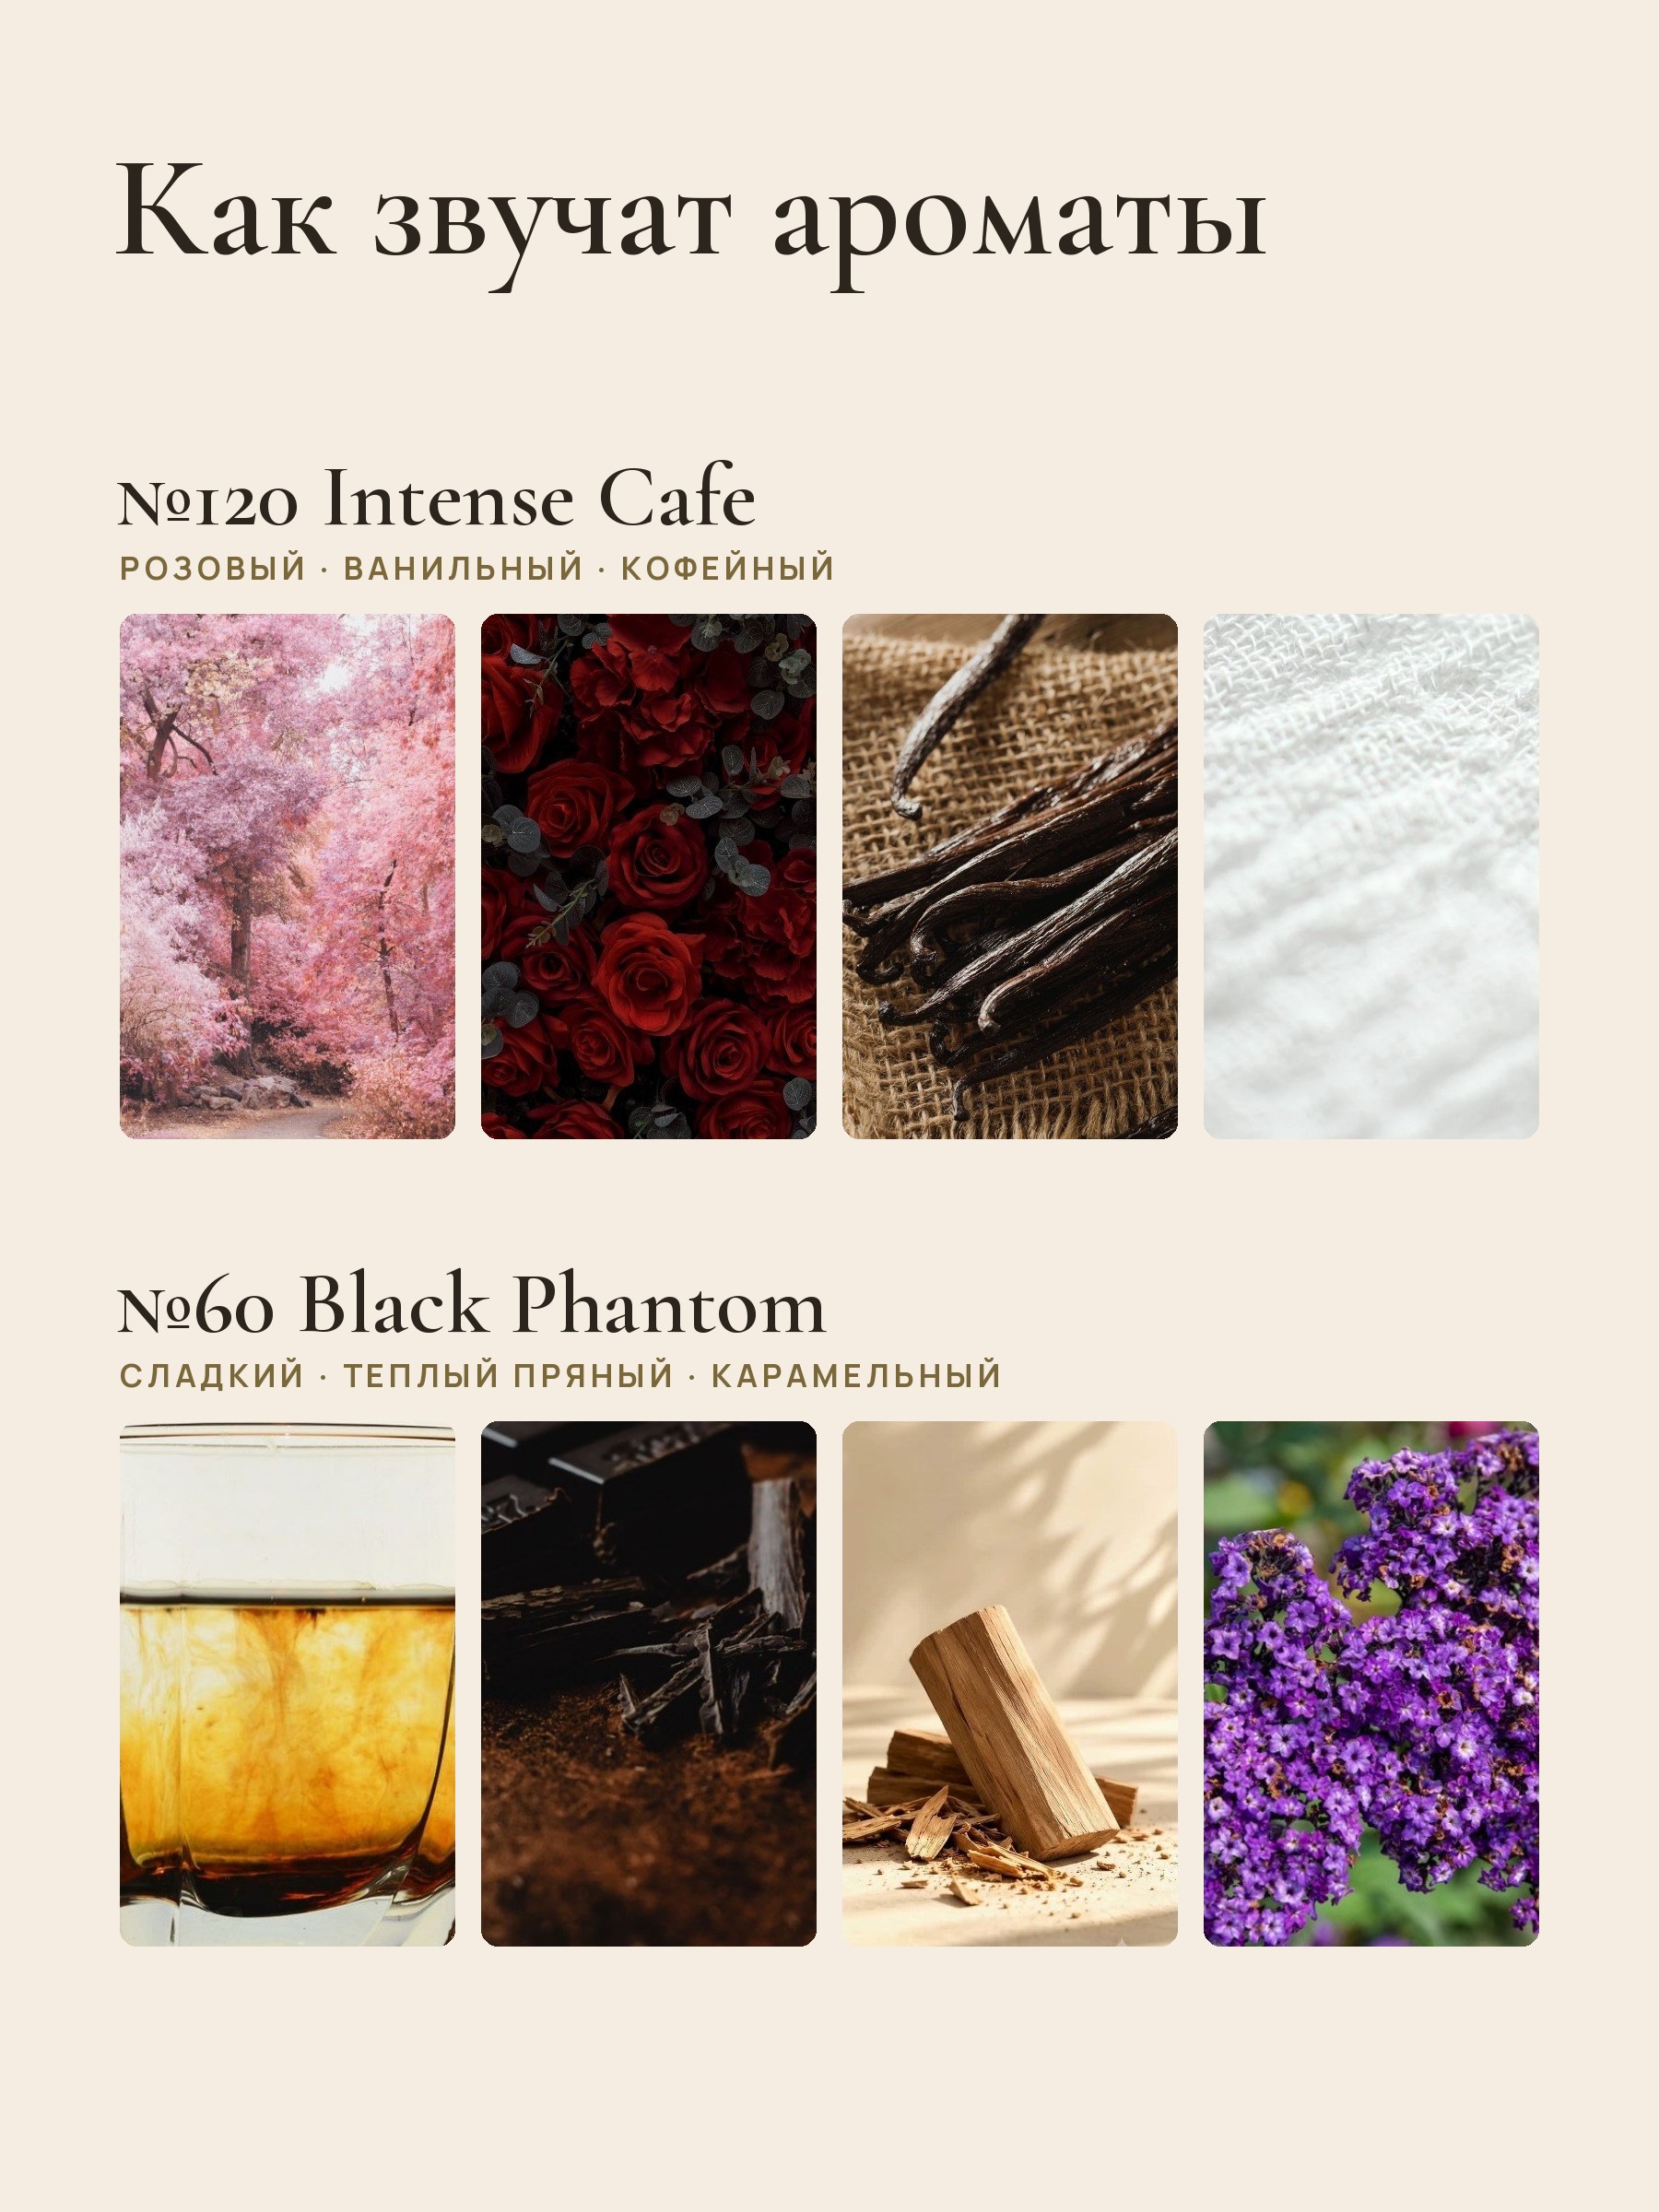 Как звучат ароматы
№120 Intense Cafe
РОЗОВЫЙ · ВАНИЛЬНЫЙ · КОФЕЙНЫЙ
№60 Black Phantom
СЛАДКИЙ · ТЕПЛЫЙ ПРЯНЫЙ · КАРАМЕЛЬНЫЙ